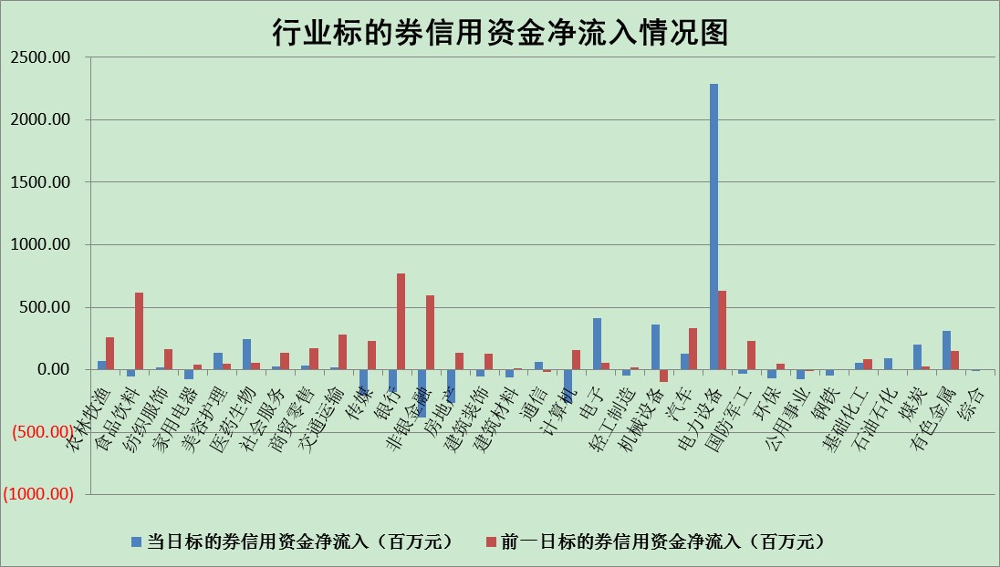 行业标的券信用资金净流入情况图
2500.00
2000.00
1500.00
1000.00
500.00
0.00
(500.00)
(1000.00)
农林牧渔
食品饮料
纺织服饰
家用电器
美容护理
医药生物
社会服务
商贸零售
交通运输
传媒
银行
非银金融
房地产
建筑装饰
建筑材料
通信
计算机
电子
轻工制造
机械设备
汽车
电力设备
国防军工
环保
公用事业
钢铁
基础化工
石油石化
煤炭
有色金属
综合
当日标的券信用资金净流入（百万元）
前一日标的券信用资金净流入（百万元）